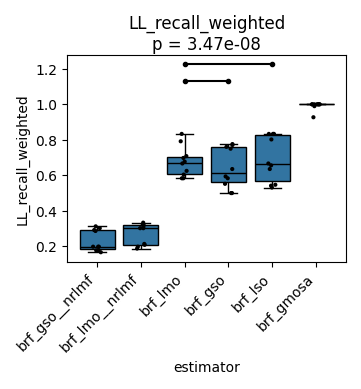 LL_recall_weighted
p = 3.47e-08
LL_recall_weighted
1.2
1.0
0.8
0.6
0.4
0.2
brf_gso__nrlmf
brf_lmo__nrlmf
brf_lmo
brf_gso
brf_lso
brf_gmosa
estimator